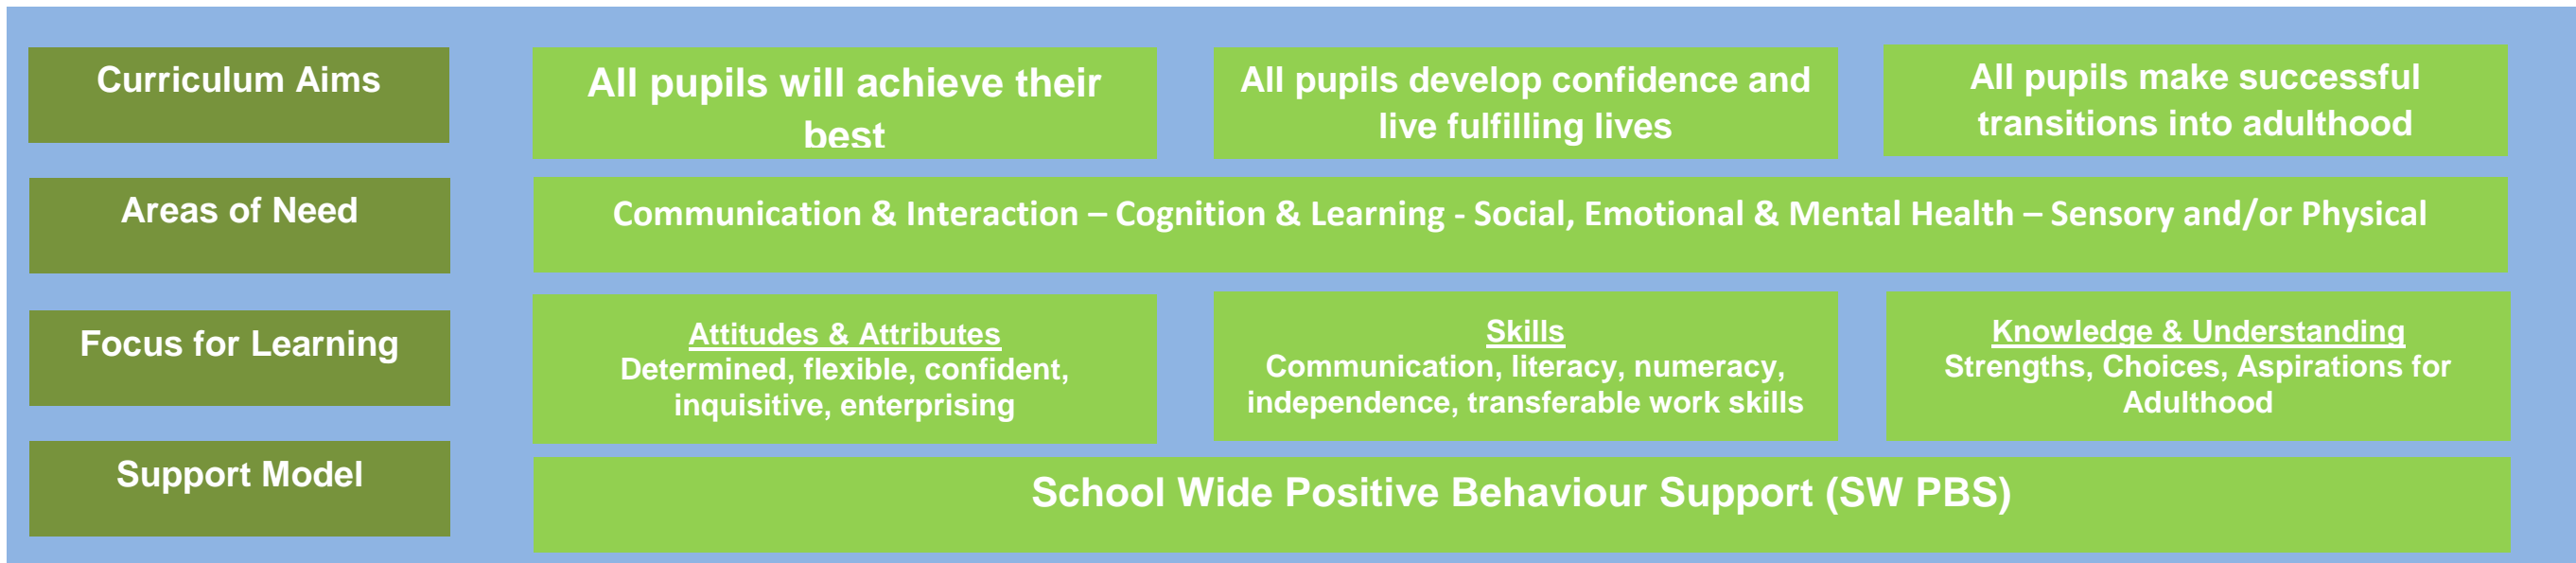 Curriculum Aims
All pupils will achieve their
best
All pupils develop confidence and
live fulfilling lives
All pupils make successful
transitions into adulthood
Areas of Need
Communication & Interaction – Cognition & Learning - Social, Emotional & Mental Health – Sensory and/or Physical
Focus for Learning
Attitudes & Attributes
Determined, flexible, confident,
inquisitive, enterprising
Skills
Communication, literacy, numeracy,
independence, transferable work skills
Knowledge & Understanding
Strengths, Choices, Aspirations for
Adulthood
Support Model
School Wide Positive Behaviour Support (SW PBS)